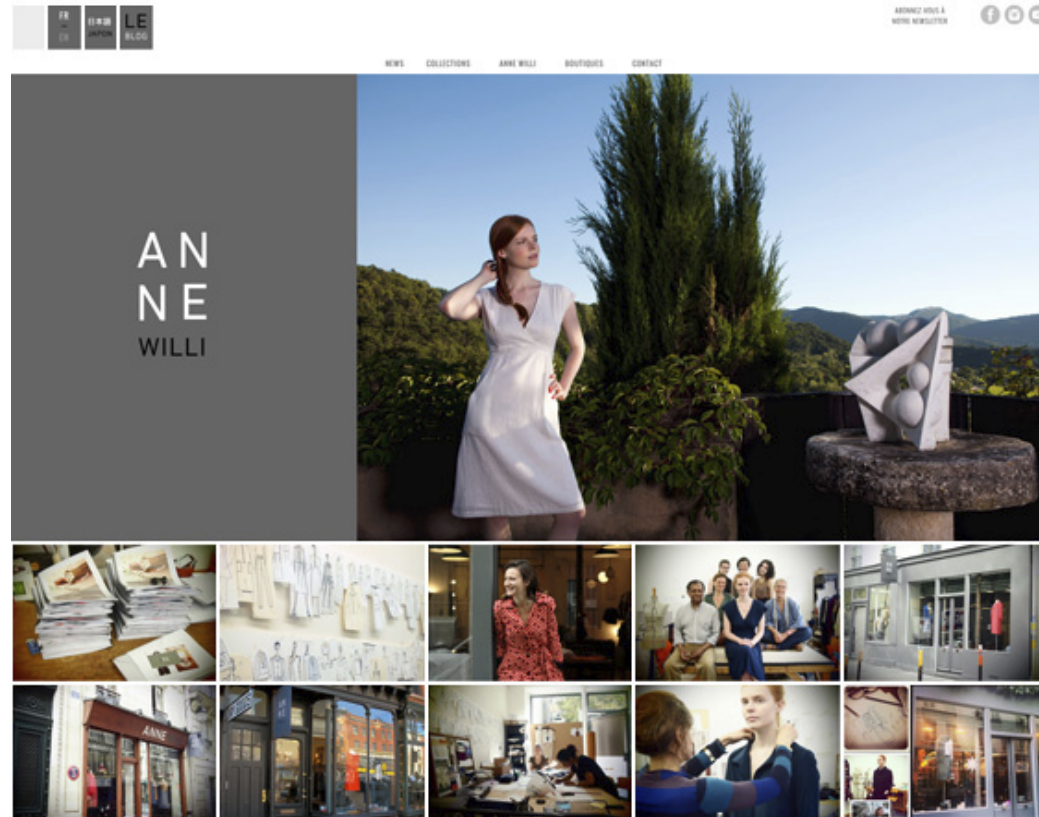 FR
EN
日本語
JAPON
LE
BLOG
ABONNEZ VOUS À
NOTRE NEWSLETTER
NEWS
COLLECTIONS
ANNE WILLI
BOUTIQUES
CONTACT
AN
NE
WILLI
ANNE